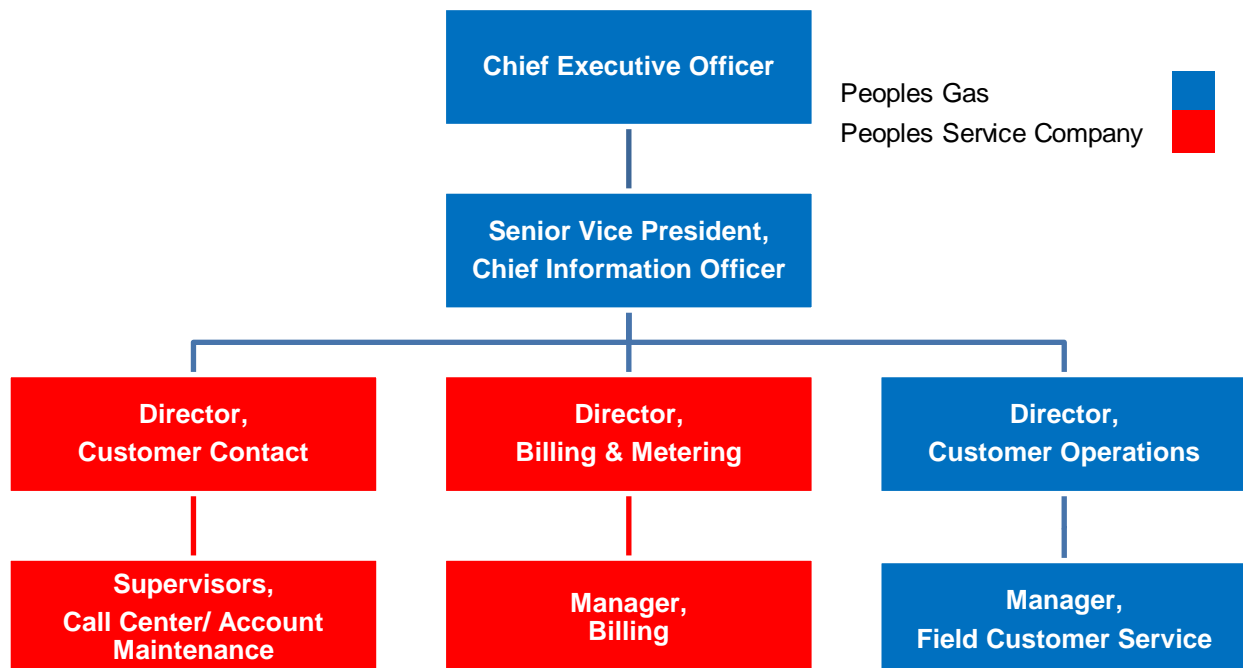 Chief Executive Officer
Peoples Gas
Peoples Service Company
Senior Vice President,
Chief Information Officer
Director,
Customer Contact
Director,
Billing & Metering
Director,
Customer Operations
Supervisors,
Call Center/ Account
Maintenance
Manager,
Billing
Manager,
Field Customer Service